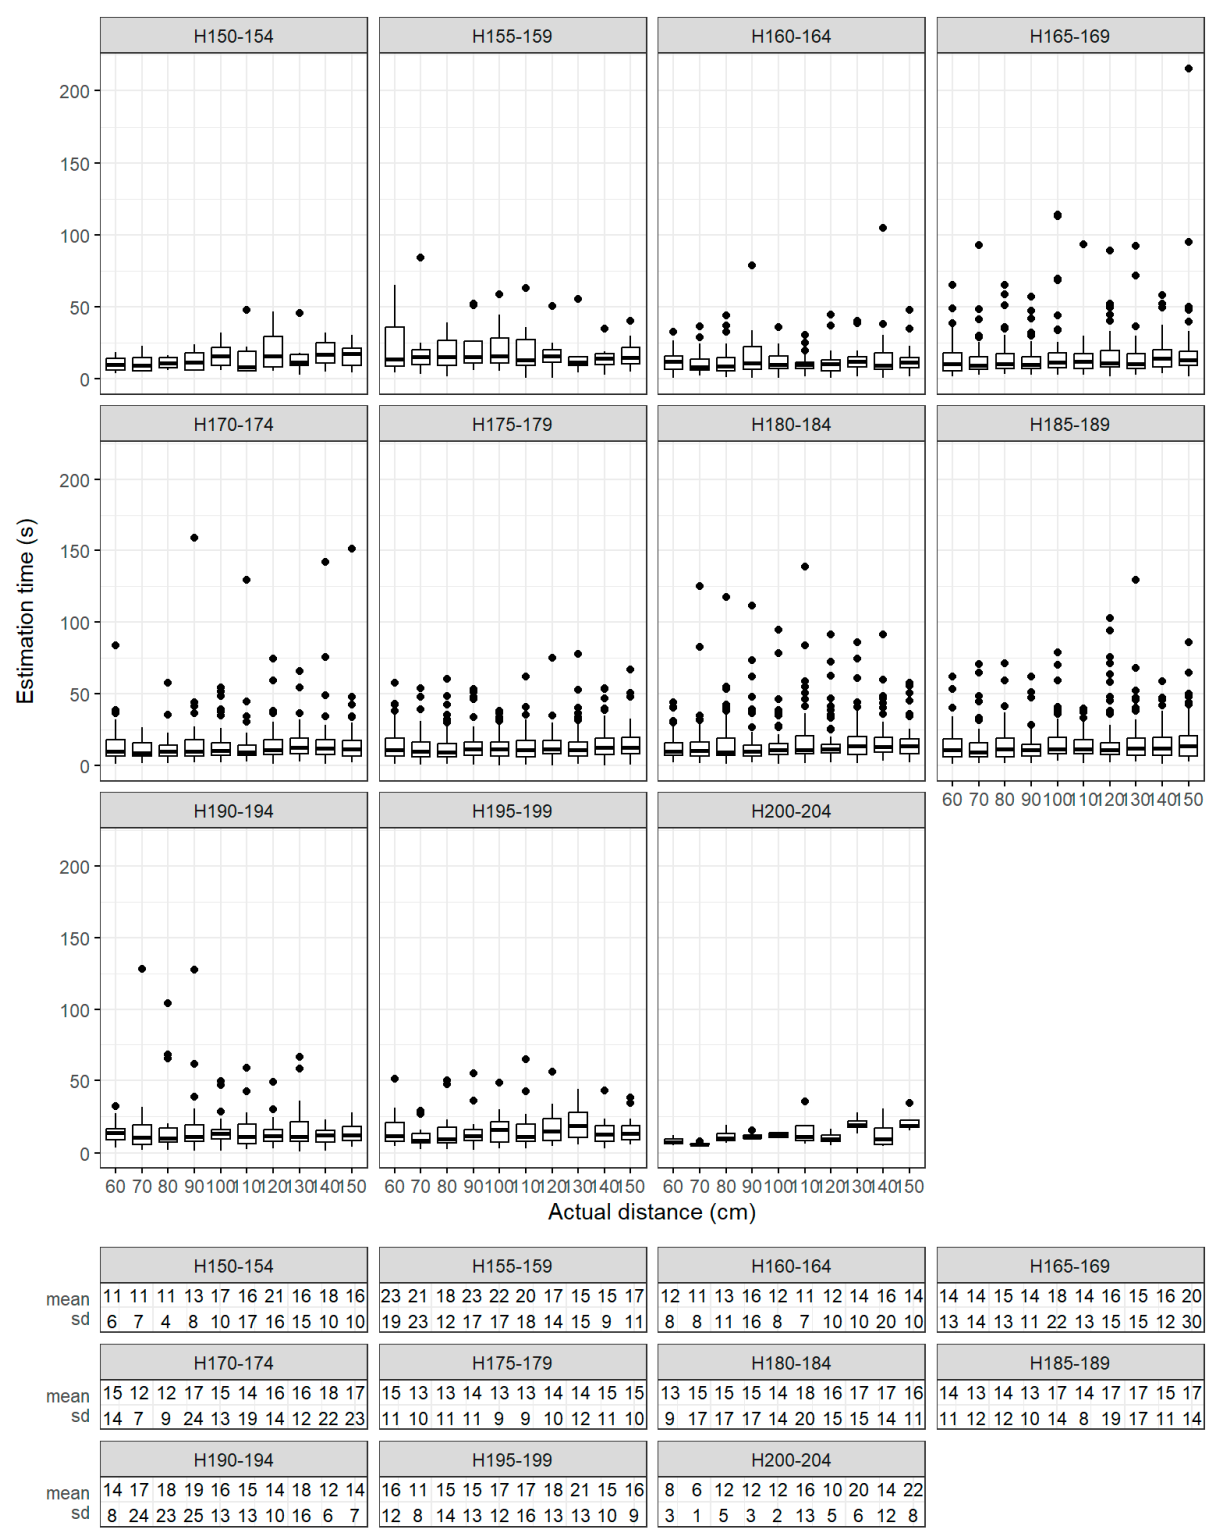 H150-154 H155-159 H160-164 H165-169
200
150
100
50
0
H170-174 H175-179 H180-184 H185-189
200
150
100
50
0
Estimation time (s)
60 70 80 90 100 110 120 130 140 150
H190-194 H195-199 H200-204
200
150
100
50
0
60 70 80 90 100 110 120 130 140 150 60 70 80 90 100 110 120 130 140 150 60 70 80 90 100 110 120 130 140 150
Actual distance (cm)
H150-154 H155-159 H160-164 H165-169
mean 11 11 11 13 17 16 21 16 18 16 23 21 18 23 22 20 17 15 15 17 12 11 13 16 12 11 12 14 16 14 14 14 15 14 18 14 16 15 16 20
sd 6 7 4 8 10 17 16 15 10 10 19 23 12 17 17 18 14 15 9 11 8 8 11 16 8 7 10 10 20 10 13 14 13 11 22 13 15 15 12 30
H170-174 H175-179 H180-184 H185-189
mean 15 12 12 17 15 14 16 16 18 17 15 13 13 14 13 13 14 14 15 15 13 15 15 15 14 18 16 17 17 16 14 13 14 13 17 14 17 16 15 17
sd 14 7 9 24 13 19 14 12 22 23 11 10 11 11 9 9 10 12 11 10 9 17 17 17 14 20 15 15 14 11 11 12 12 10 14 8 19 17 11 14
H190-194 H195-199 H200-204
mean 14 17 18 19 16 15 14 18 12 14 16 11 15 15 17 17 18 21 15 16 8 6 12 12 12 16 10 20 14 22
sd 8 24 23 25 13 13 10 16 6 7 12 8 14 13 12 16 13 13 10 9 3 1 5 3 2 13 5 6 12 8